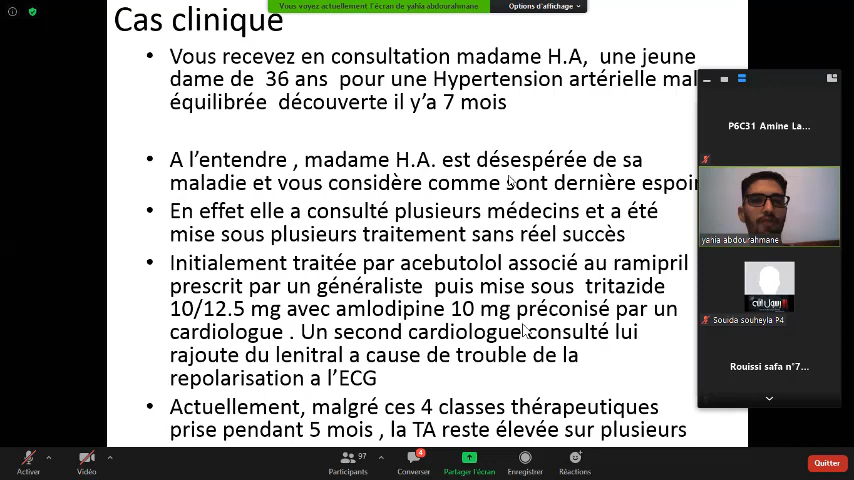 Vous voyez actuellement l'écran de yahia abdourahmane
Options d'affichage
Cas clinique
• Vous recevez en consultation madame H.A, une jeune
dame de 36 ans pour une Hypertension artérielle mal
équilibrée découverte il y'a 7 mois
• A l'entendre , madame H.A. est désespérée de sa
maladie et vous considère comme sont dernière espoir
• En effet elle a consulté plusieurs médecins et a été
mise sous plusieurs traitement sans réel succès
• Initialement traitée par acebutolol associé au ramipril
prescrit par un généraliste puis mise sous tritazide
10/12.5 mg avec amlodipine 10 mg préconisé par un
cardiologue . Un second cardiologue consulté lui
rajoute du lenitral a cause de trouble de la
repolarisation a l'ECG
• Actuellement, malgré ces 4 classes thérapeutiques
prise pendant 5 mois , la TA reste élevée sur plusieurs
P6C31 Amine La...
yahia abdourahmane
Souida souheyla P4
Rouissi safa n°7...
Activer
Vidéo
97
Participants
4
Converser
Partager l'écran
Enregistrer
Réactions
Quitter